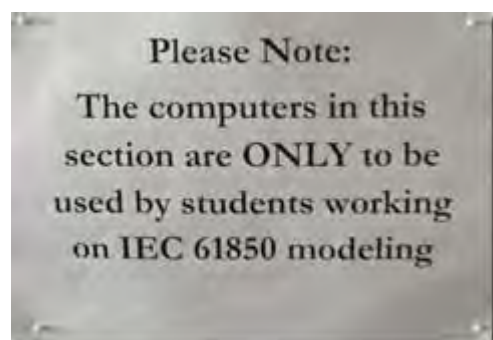 Please Note:
The computers in this
section are ONLY to be
used by students working
on IEC 61850 modeling